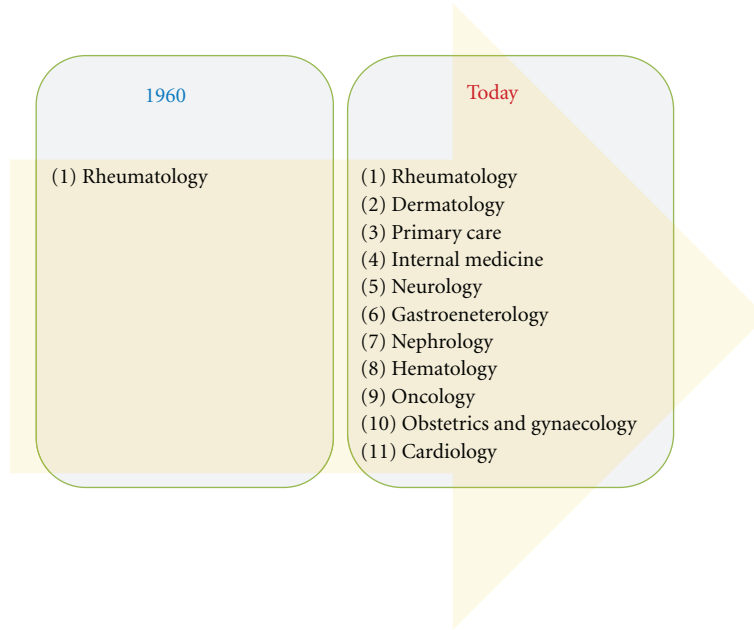 1960
(1) Rheumatology
Today
(1) Rheumatology
(2) Dermatology
(3) Primary care
(4) Internal medicine
(5) Neurology
(6) Gastroeneterology
(7) Nephrology
(8) Hematology
(9) Oncology
(10) Obstetrics and gynaecology
(11) Cardiology